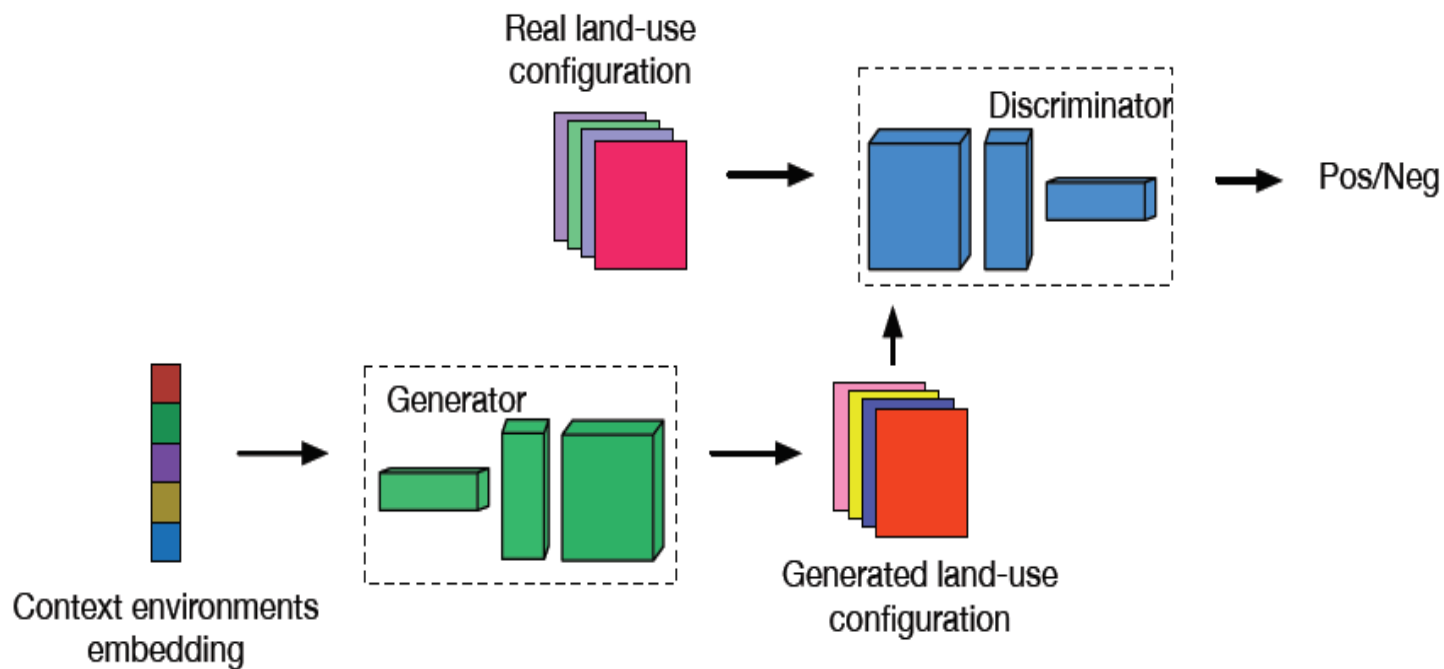 Real land-use
configuration
Discriminator
Pos/Neg
Generator
Context environments
embedding
Generated land-use
configuration